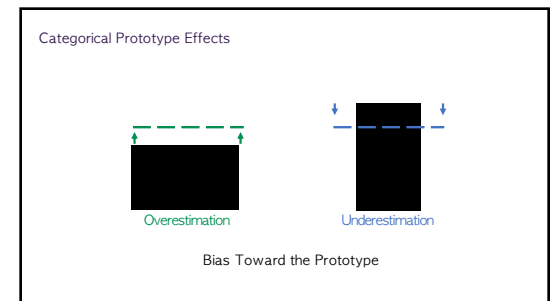 Categorical Prototype Effects
Overestimation
Underestimation
Bias Toward the Prototype